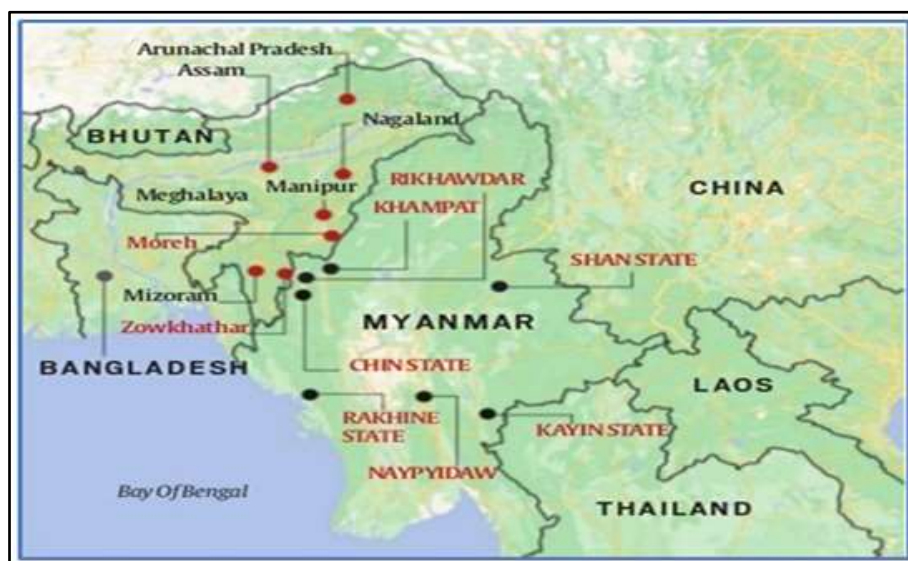 Arunachal Pradesh
Assam
BHUTAN
Nagaland
Meghalaya
Manipur
RIKHAWDAR
KHAMPAT
CHINA
Moreh
SHAN STATE
Mizoram
Zowkhathar
MYANMAR
BANGLADESH
CHIN STATE
LAOS
RAKHINE
STATE
KAYIN STATE
NAYPYIDAW
Bay Of Bengal
THAILAND